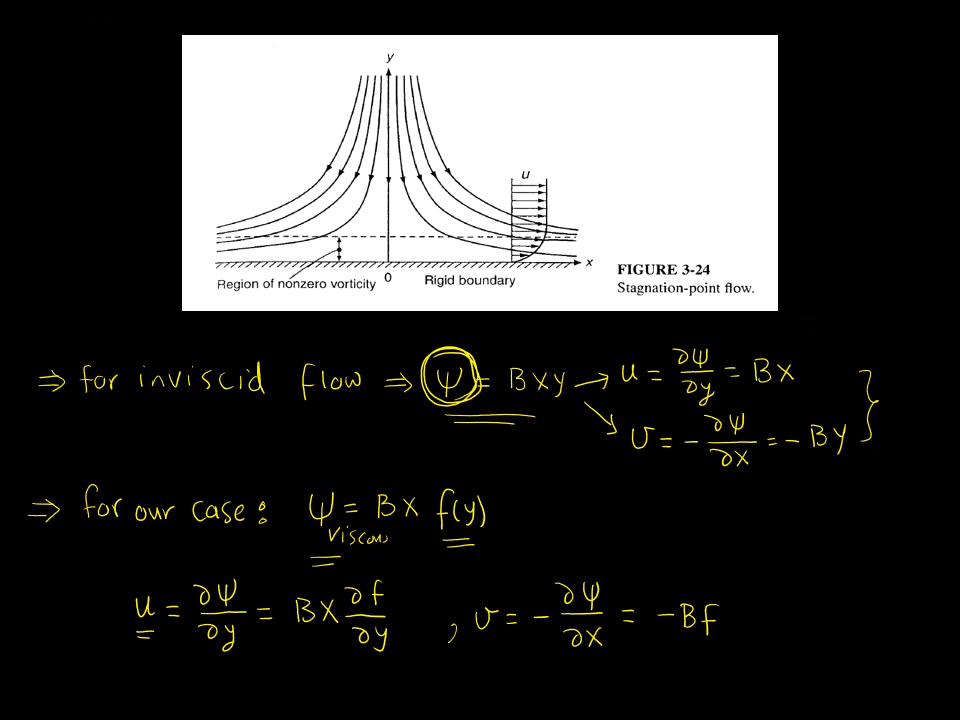 y
u
x
0
Region of nonzero vorticity
Rigid boundary
FIGURE 3-24
Stagnation-point flow.
⇒ for inviscid flow ⇒ Ψ = Bxy → u = ∂Ψ/∂y = Bx
v = - ∂Ψ/∂x = - By
⇒ for our case: Ψ = Bx f(y)
viscous
u = ∂Ψ/∂y = Bx ∂f/∂y , v = - ∂Ψ/∂x = -Bf